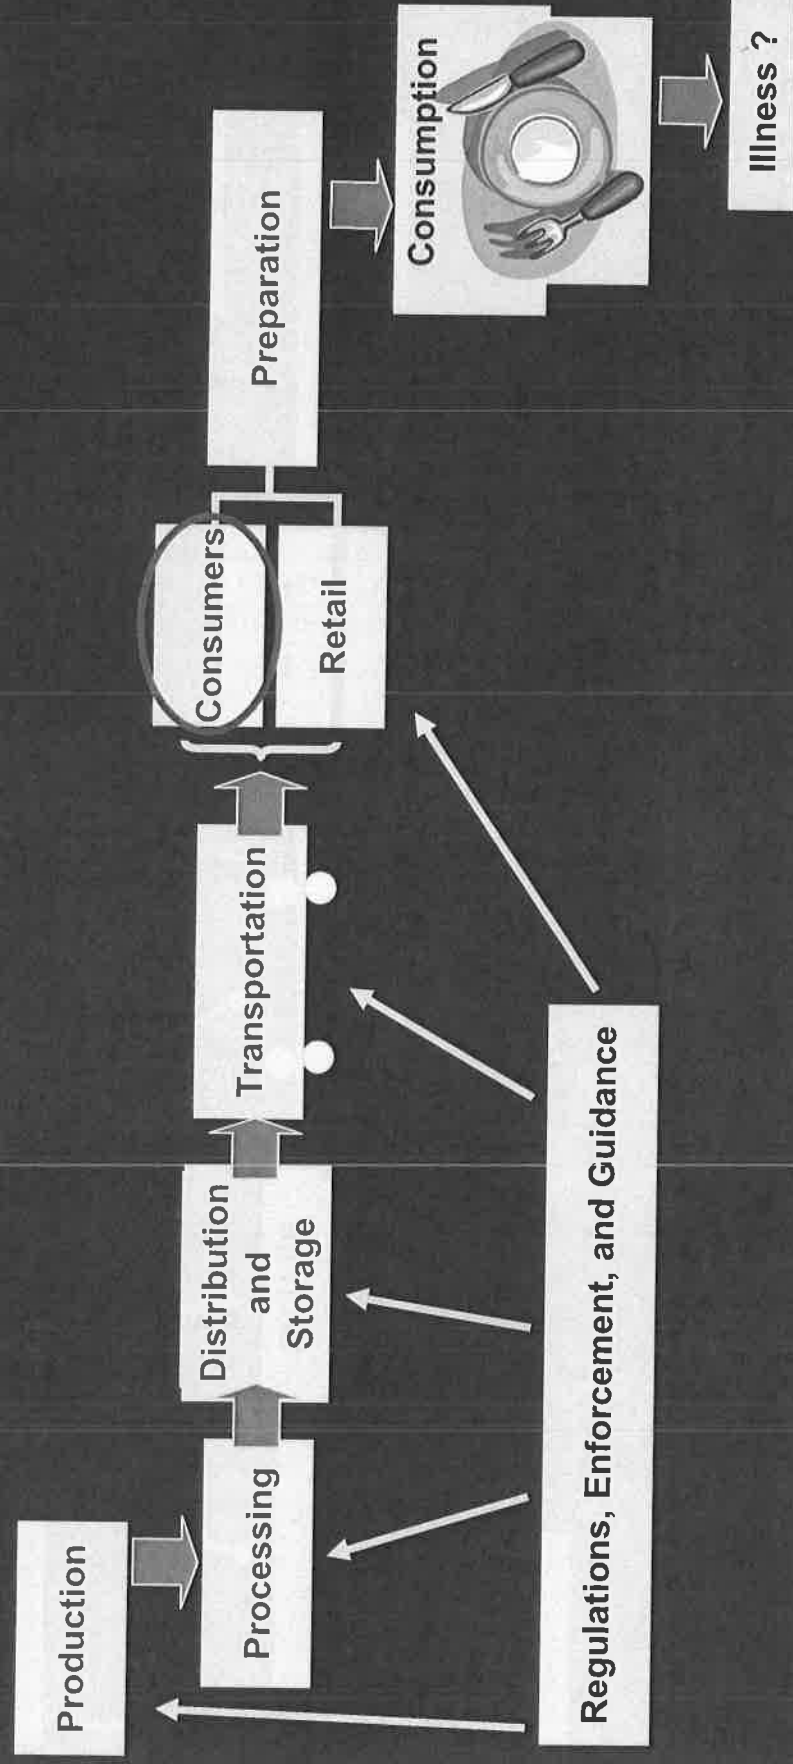 Production
Processing
Distribution
and
Storage
Transportation
Consumers
Retail
Preparation
Consumption
Illness ?
Regulations, Enforcement, and Guidance